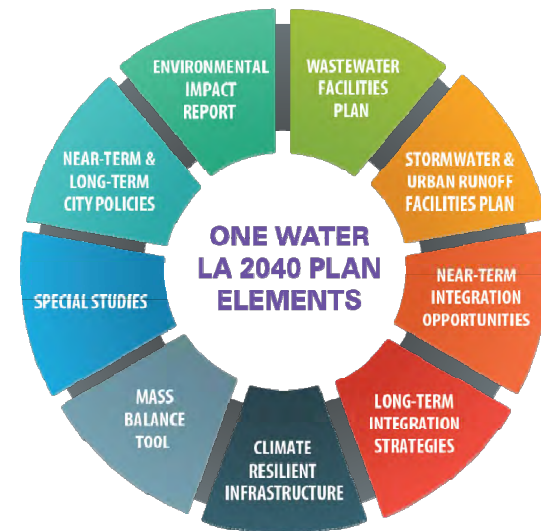 ONE WATER
LA 2040 PLAN
ELEMENTS
WASTEWATER
FACILITIES
PLAN
STORMWATER &
URBAN RUNOFF
FACILITIES PLAN
NEAR-TERM
INTEGRATION
OPPORTUNITIES
LONG-TERM
INTEGRATION
STRATEGIES
CLIMATE
RESILIENT
INFRASTRUCTURE
MASS
BALANCE
TOOL
SPECIAL STUDIES
NEAR-TERM &
LONG-TERM
CITY POLICIES
ENVIRONMENTAL
IMPACT
REPORT